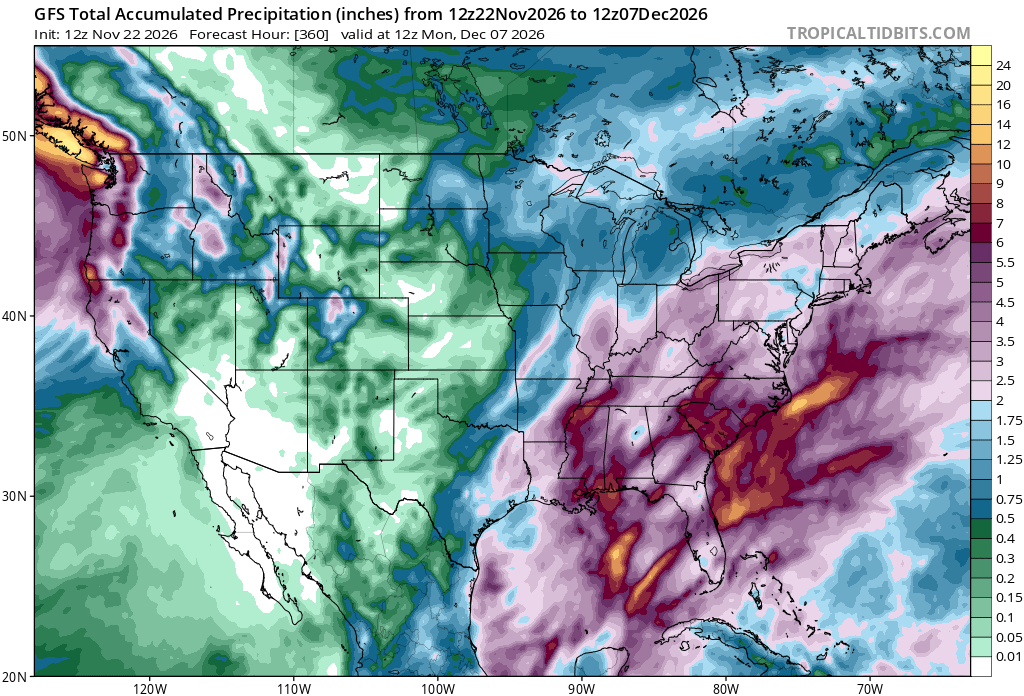 GFS Total Accumulated Precipitation (inches) from 12z22Nov2026 to 12z07Dec2026
Init: 12z Nov 22 2026 Forecast Hour: [360] valid at 12z Mon, Dec 07 2026
TROPICALTIDBITS.COM
50N
40N
30N
20N
120W
110W
100W
90W
80W
70W
24
20
16
14
12
10
9
8
7
6
5.5
5
4.5
4
3.5
3
2.5
2
1.75
1.5
1.25
1
0.75
0.5
0.4
0.3
0.2
0.15
0.1
0.05
0.01